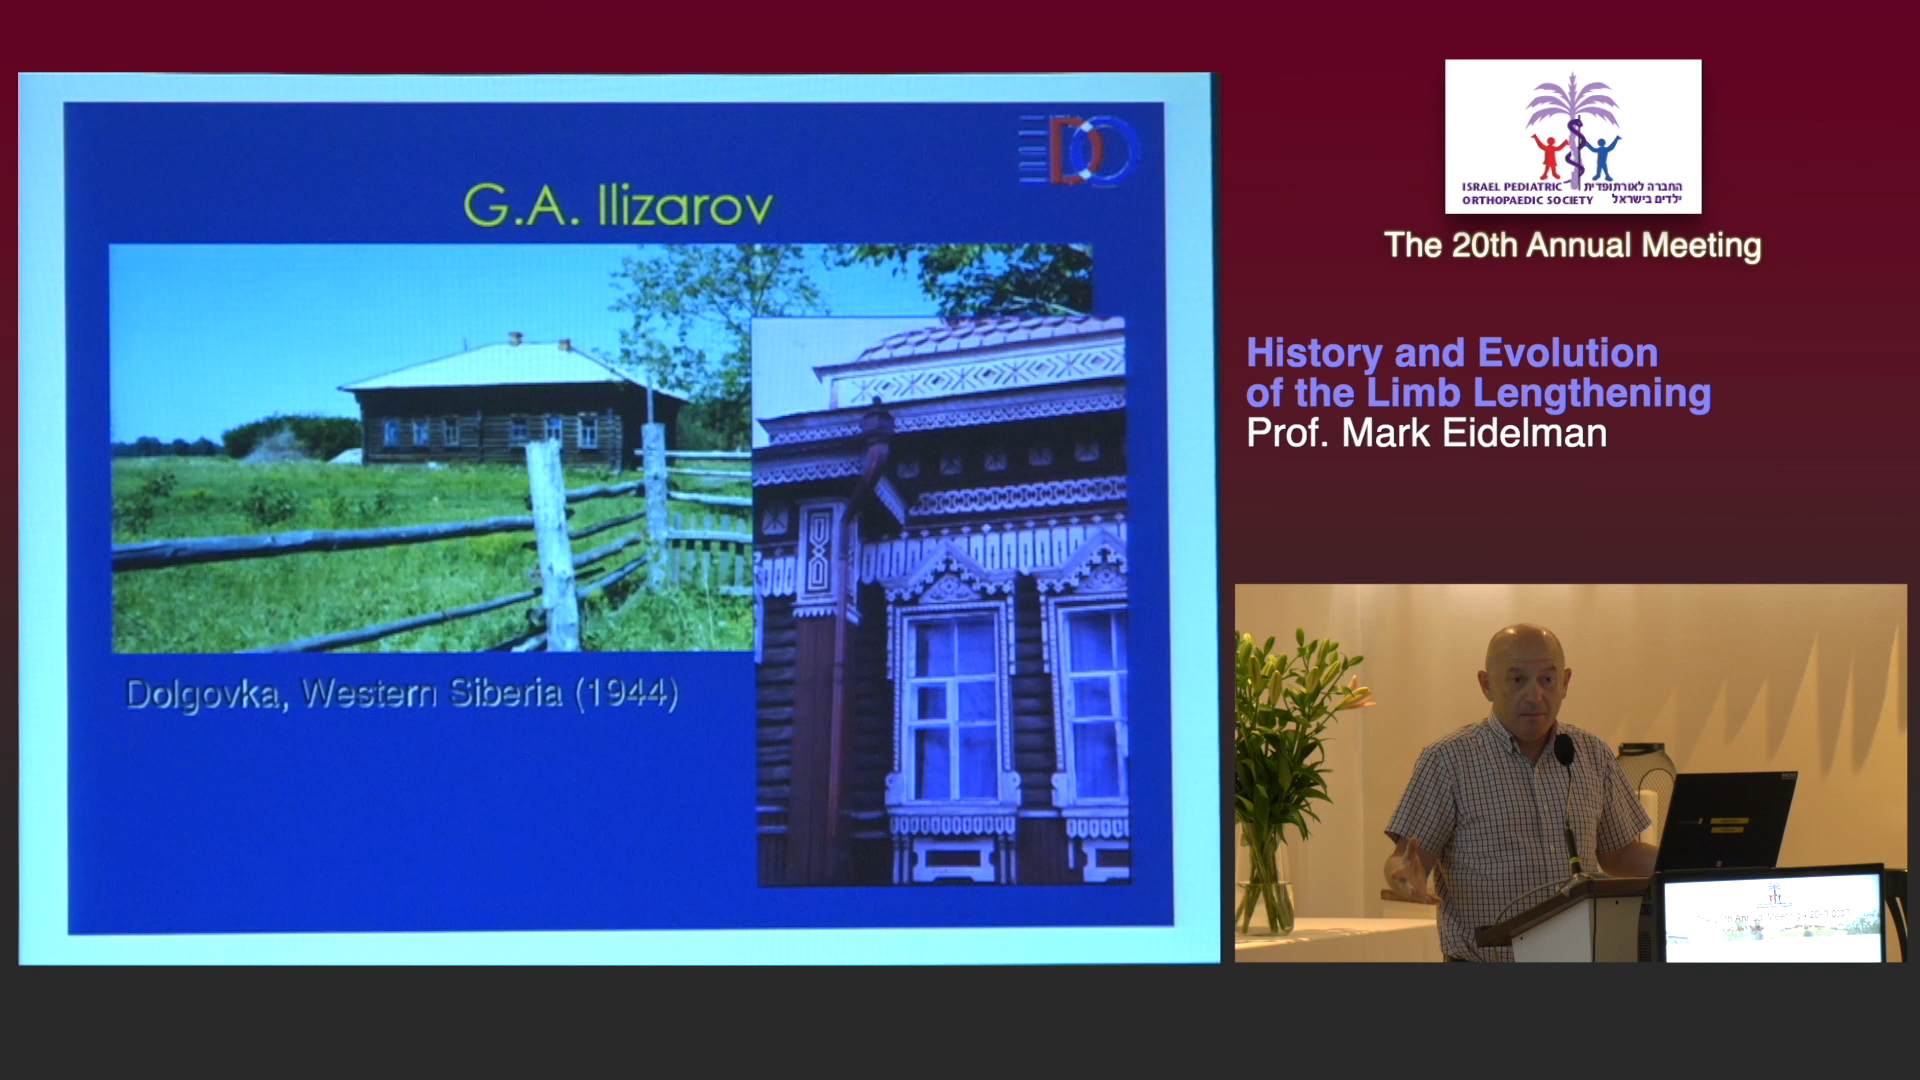 G.A. Ilizarov
Dolgovka, Western Siberia (1944)
ISRAEL PEDIATRIC
ORTHOPAEDIC SOCIETY
החברה לאורתופדית
ילדים בישראל
The 20th Annual Meeting
History and Evolution
of the Limb Lengthening
Prof. Mark Eidelman